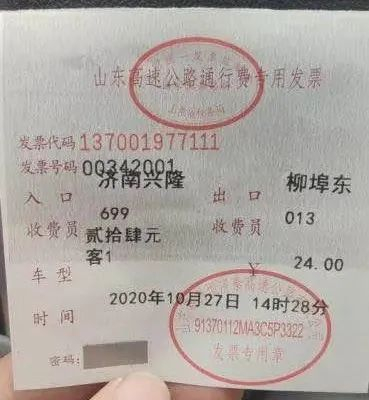 山东高速公路通行费专用发票
发票代码 137001977111
发票号码 00342001
入口 济南兴隆 出口 柳埠东
收费员 699 收费员 013
贰拾肆元 ¥ 24.00
车型 客1
时间 2020年10月27日 14时28分
91370112MA3C5P3322
发票专用章
密码: